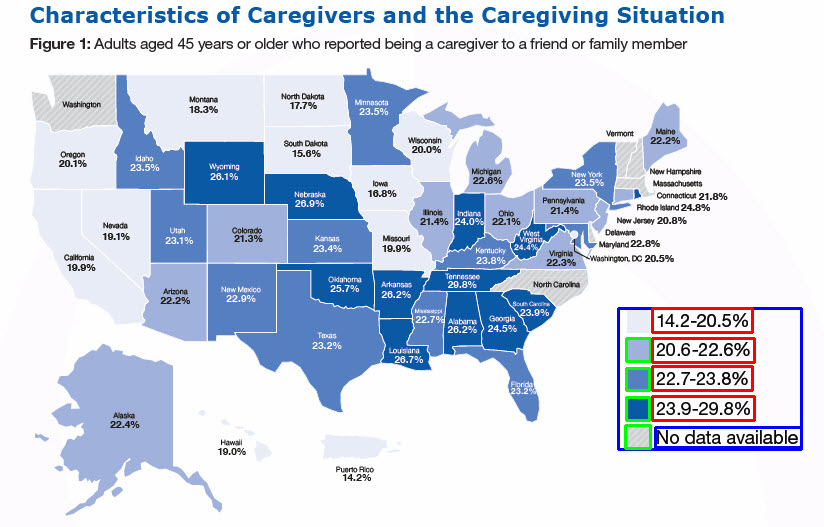 Characteristics of Caregivers and the Caregiving Situation
Figure 1: Adults aged 45 years or older who reported being a caregiver to a friend or family member
Washington
Montana
18.3%
North Dakota
17.7%
Minnesota
23.5%
Oregon
20.1%
Idaho
23.5%
Wyoming
26.1%
South Dakota
15.6%
Wisconsin
20.0%
Michigan
22.6%
Vermont
Maine
22.2%
New York
23.5%
New Hampshire
Massachusetts
Connecticut 21.8%
Rhode Island 24.8%
New Jersey 20.8%
Delaware
Maryland 22.8%
Washington, DC 20.5%
Nebraska
26.9%
Iowa
16.8%
Illinois
21.4%
Indiana
24.0%
Ohio
22.1%
Pennsylvania
21.4%
Nevada
19.1%
Utah
23.1%
Colorado
21.3%
Kansas
23.4%
Missouri
19.9%
Kentucky
23.8%
West
Virginia
24.4%
Virginia
22.3%
California
19.9%
Arizona
22.2%
New Mexico
22.9%
Oklahoma
25.7%
Arkansas
26.2%
Tennessee
29.8%
North Carolina
South Carolina
23.9%
Texas
23.2%
Louisiana
26.7%
Mississippi
22.7%
Alabama
26.2%
Georgia
24.5%
Florida
23.2%
Alaska
22.4%
Hawaii
19.0%
Puerto Rico
14.2%
14.2-20.5%
20.6-22.6%
22.7-23.8%
23.9-29.8%
No data available